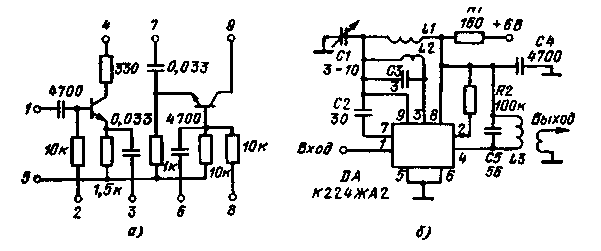 4 7 9
330 0,033
4700
1 0,033 4700
10к 1к 10к 10к
1,5к
5
2 3 6 8
а)
R1
L1 160 +6В
C1 L2 C4
3-10 C3 4700
3
C2 R2
30 9 3 8 100к
7 2 Выход
Вход 1 4 C5 L3
56
DA 5 6
К224ЖА2
б)